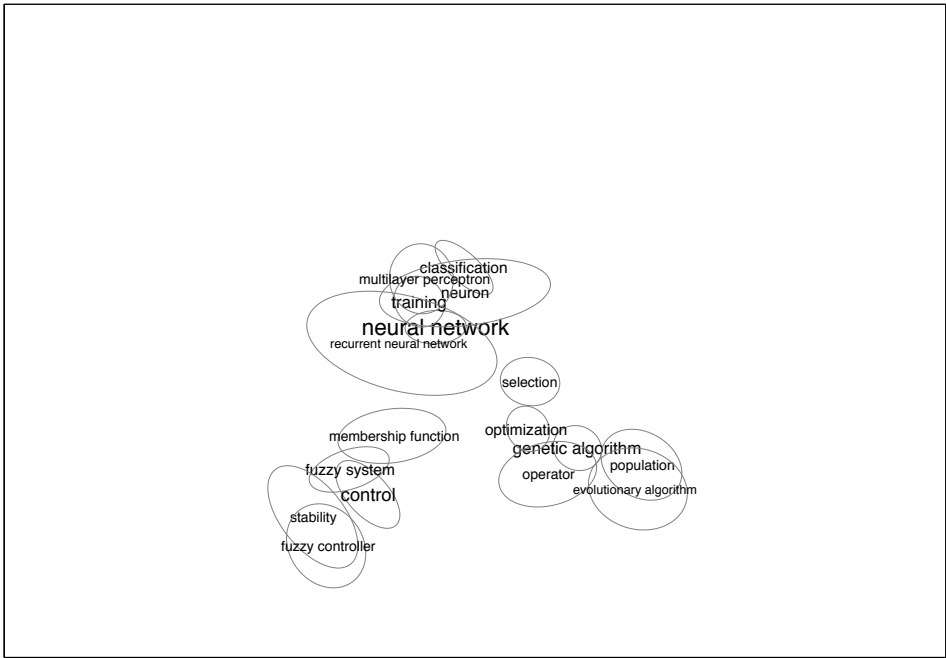 classification
multilayer perceptron
neuron
training
neural network
recurrent neural network
selection
optimization
membership function
genetic algorithm
population
fuzzy system
operator
evolutionary algorithm
control
stability
fuzzy controller